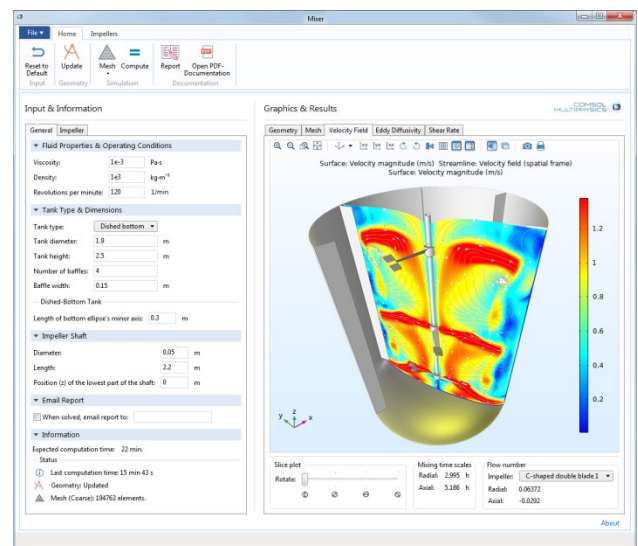 Mixer
File Home Impellers
Reset to Default Update Mesh Compute Report Open PDF-Documentation
Input Geometry Simulation Documentation
Input & Information
General Impeller
Fluid Properties & Operating Conditions
Viscosity: 1e-3 Pa·s
Density: 1e3 kg·m⁻³
Revolutions per minute: 120 1/min
Tank Type & Dimensions
Tank type: Dished bottom
Tank diameter: 1.9 m
Tank height: 2.5 m
Number of baffles: 4
Baffle width: 0.15 m
Dished-Bottom Tank
Length of bottom ellipse's minor axis: 0.3 m
Impeller Shaft
Diameter: 0.05 m
Length: 2.2 m
Position (z) of the lowest part of the shaft: 0 m
Email Report
When solved, email report to:
Information
Expected computation time: 22 min.
Status
Last computation time: 15 min 43 s
Geometry: Updated
Mesh (Coarse): 194763 elements.
Graphics & Results
COMSOL
MULTIPHYSICS
Geometry Mesh Velocity Field Eddy Diffusivity Shear Rate
Surface: Velocity magnitude (m/s) Streamline: Velocity field (spatial frame)
Surface: Velocity magnitude (m/s)
1.2
1
0.8
0.6
0.4
0.2
y z x
Slice plot
Rotate:
Mixing time scales
Radial: 2.995 h
Axial: 5.186 h
Flow number
Impeller: C-shaped double blade 1
Radial: 0.06372
Axial: -0.0292
About